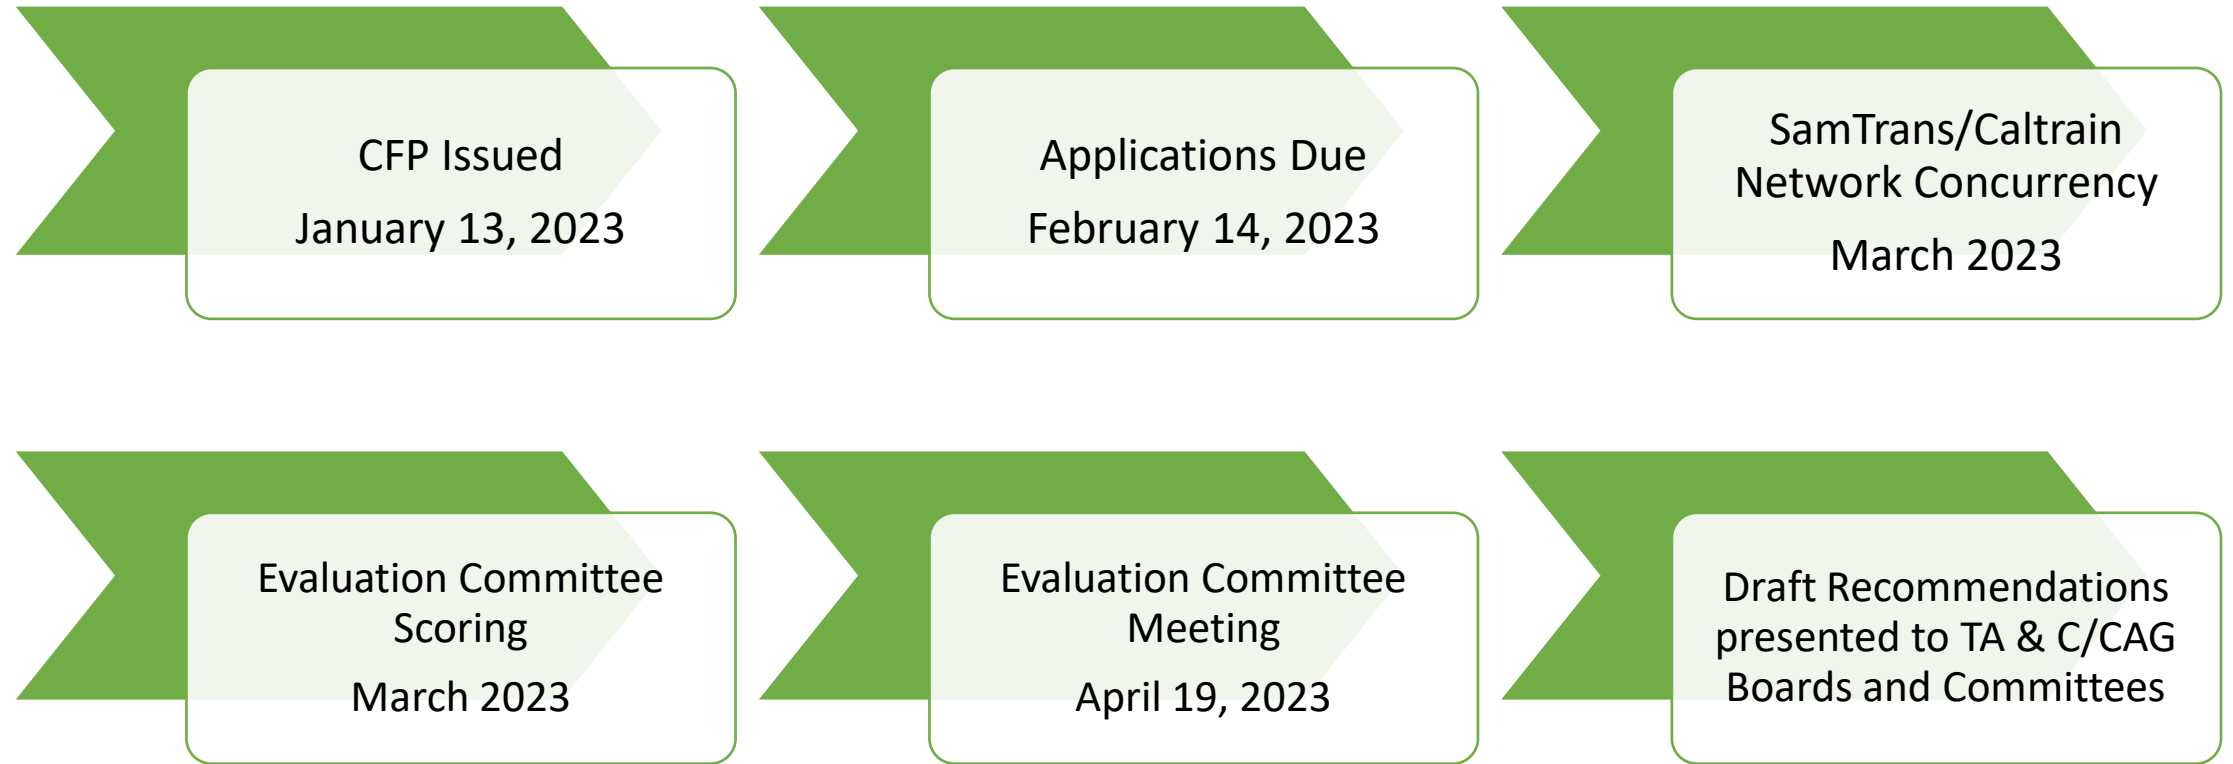 CFP Issued
January 13, 2023
Applications Due
February 14, 2023
SamTrans/Caltrain
Network Concurrency
March 2023
Evaluation Committee
Scoring
March 2023
Evaluation Committee
Meeting
April 19, 2023
Draft Recommendations
presented to TA & C/CAG
Boards and Committees